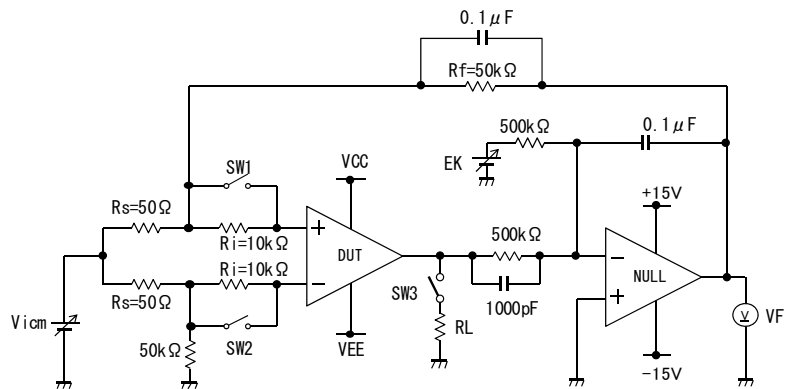 0.1μF
Rf=50kΩ
500kΩ
0.1μF
EK
SW1
VCC
+15V
Rs=50Ω
Ri=10kΩ
+
DUT
500kΩ
−
NULL
Ri=10kΩ
−
+
Rs=50Ω
SW3
1000pF
Vicm
SW2
RL
V
VF
50kΩ
VEE
−15V